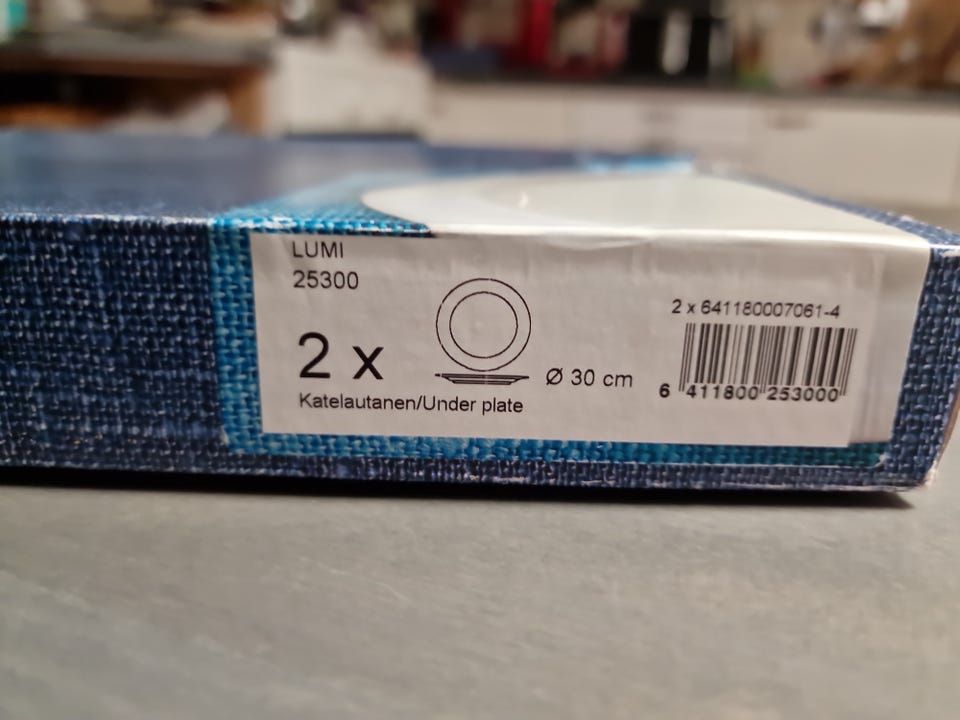 LUMI
25300
2 x
Ø 30 cm
Katelautanen/Under plate
2 x 641180007061-4
6 411800 253000